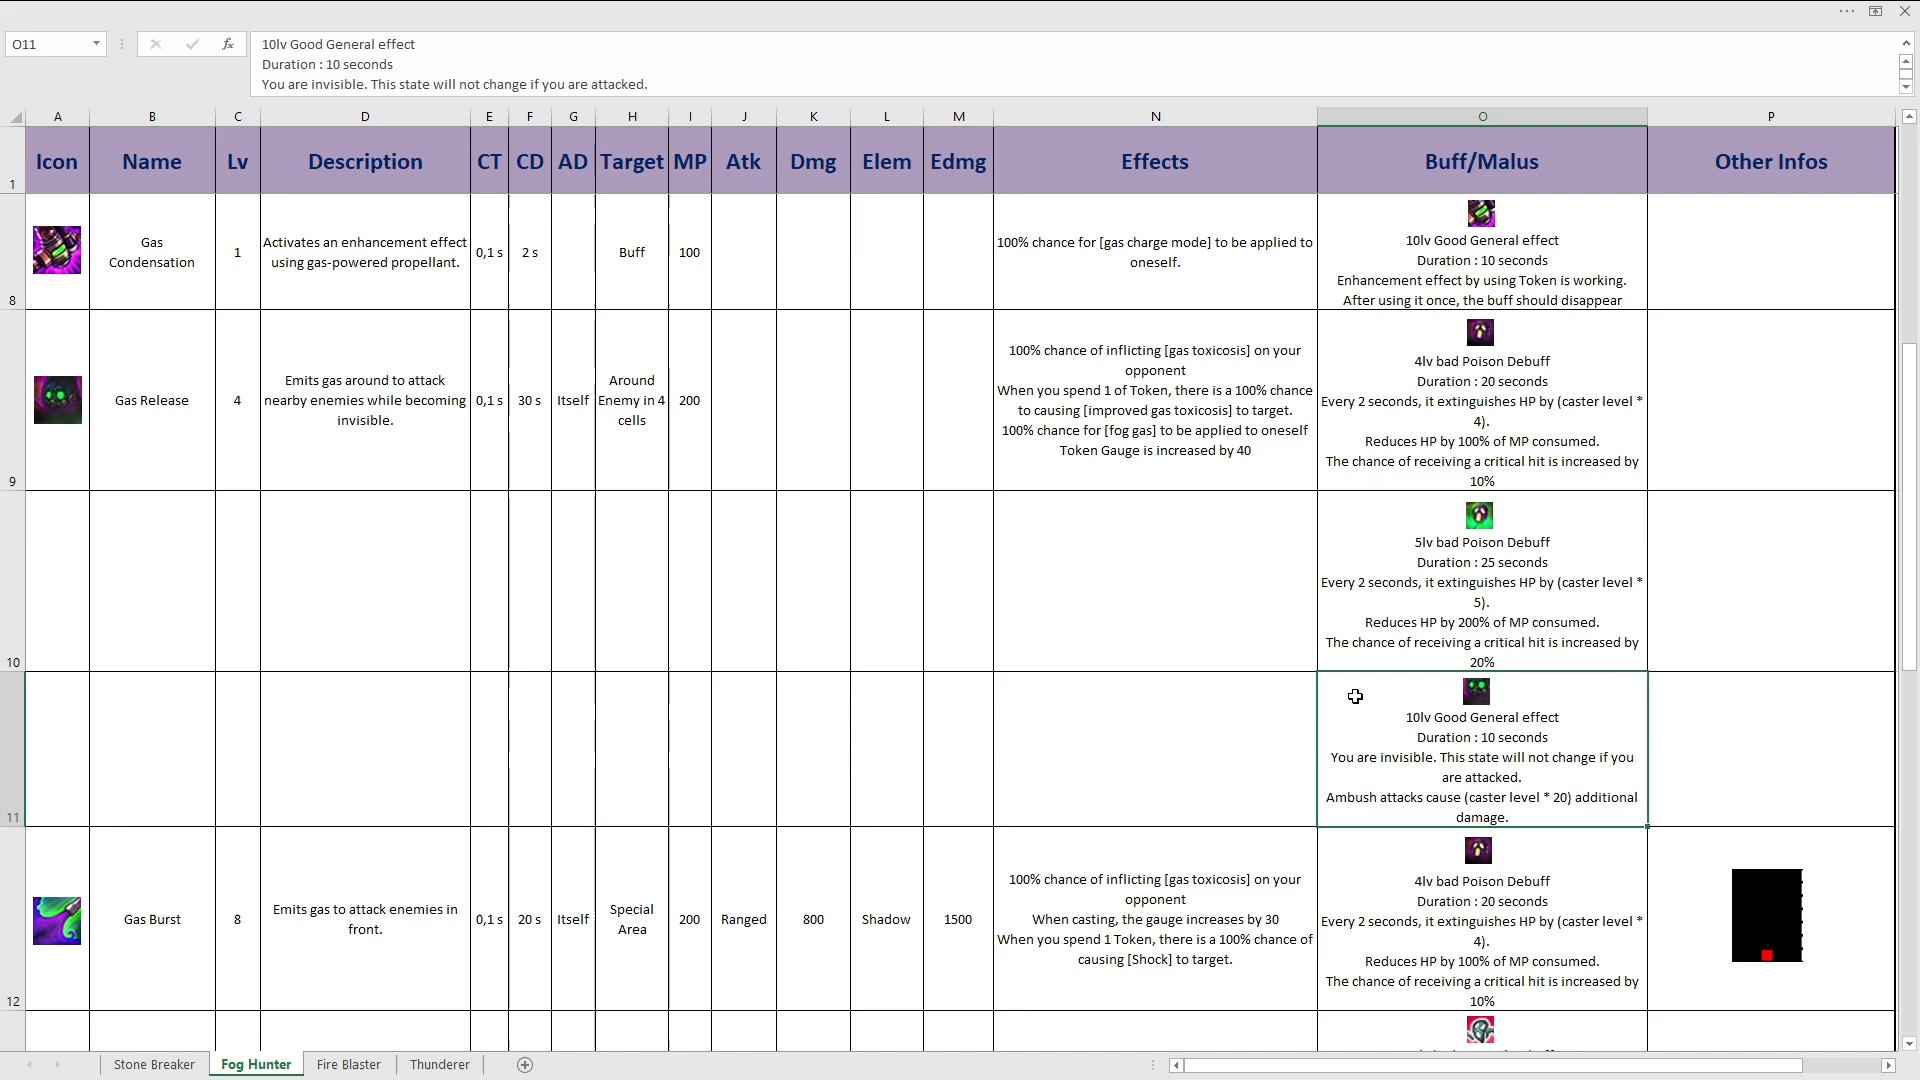 O11
fx
10lv Good General effect
Duration : 10 seconds
You are invisible. This state will not change if you are attacked.
A B C D E F G H I J K L M N O P
1
Icon
Name
Lv
Description
CT
CD
AD
Target
MP
Atk
Dmg
Elem
Edmg
Effects
Buff/Malus
Other Infos
8
Gas
Condensation
1
Activates an enhancement effect
using gas-powered propellant.
0,1 s
2 s
Buff
100
100% chance for [gas charge mode] to be applied to
oneself.
10lv Good General effect
Duration : 10 seconds
Enhancement effect by using Token is working.
After using it once, the buff should disappear
9
Gas Release
4
Emits gas around to attack
nearby enemies while becoming
invisible.
0,1 s
30 s
Itself
Around
Enemy in 4
cells
200
100% chance of inflicting [gas toxicosis] on your
opponent
When you spend 1 of Token, there is a 100% chance
to causing [improved gas toxicosis] to target.
100% chance for [fog gas] to be applied to oneself
Token Gauge is increased by 40
4lv bad Poison Debuff
Duration : 20 seconds
Every 2 seconds, it extinguishes HP by (caster level *
4).
Reduces HP by 100% of MP consumed.
The chance of receiving a critical hit is increased by
10%
10
5lv bad Poison Debuff
Duration : 25 seconds
Every 2 seconds, it extinguishes HP by (caster level *
5).
Reduces HP by 200% of MP consumed.
The chance of receiving a critical hit is increased by
20%
11
10lv Good General effect
Duration : 10 seconds
You are invisible. This state will not change if you
are attacked.
Ambush attacks cause (caster level * 20) additional
damage.
12
Gas Burst
8
Emits gas to attack enemies in
front.
0,1 s
20 s
Itself
Special
Area
200
Ranged
800
Shadow
1500
100% chance of inflicting [gas toxicosis] on your
opponent
When casting, the gauge increases by 30
When you spend 1 Token, there is a 100% chance of
causing [Shock] to target.
4lv bad Poison Debuff
Duration : 20 seconds
Every 2 seconds, it extinguishes HP by (caster level *
4).
Reduces HP by 100% of MP consumed.
The chance of receiving a critical hit is increased by
10%
Stone Breaker
Fog Hunter
Fire Blaster
Thunderer